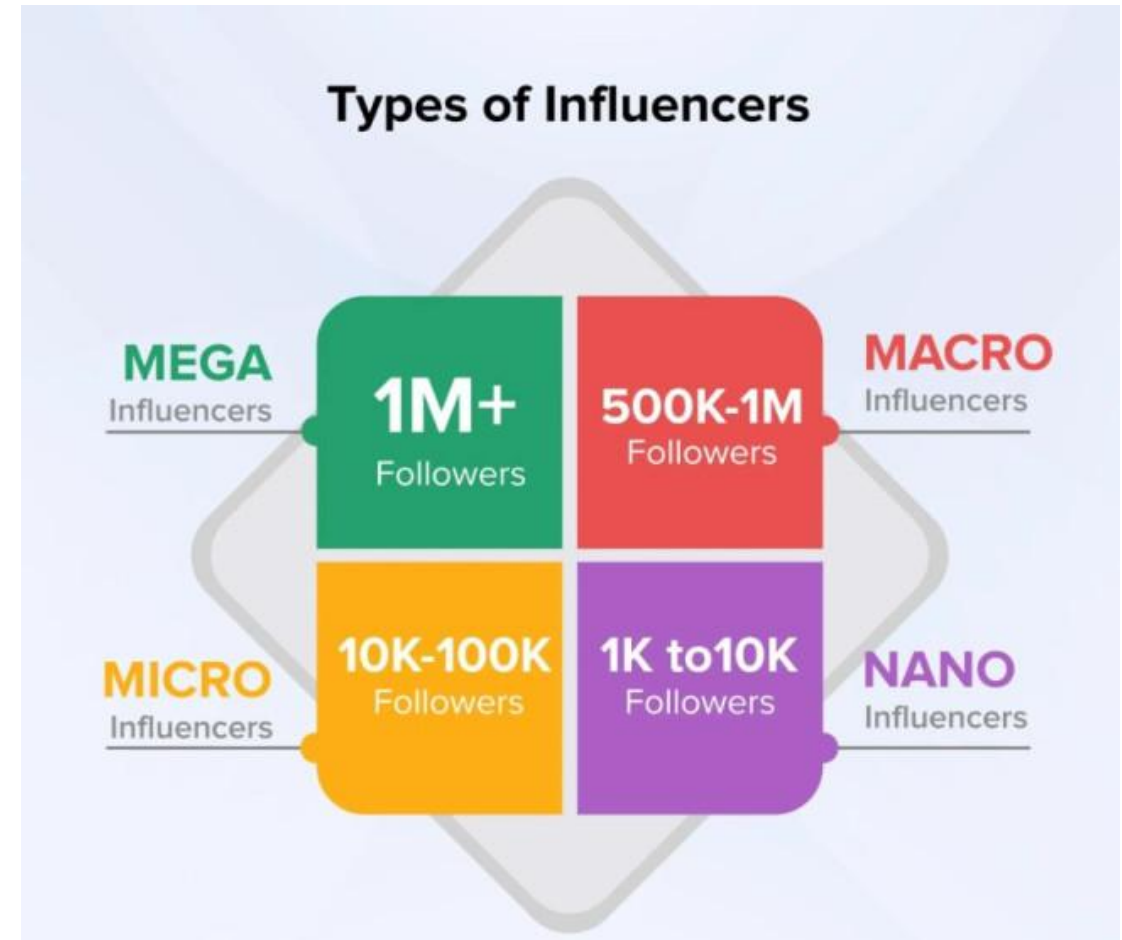 Types of Influencers
MEGA
Influencers
1M+
Followers
500K-1M
Followers
MACRO
Influencers
MICRO
Influencers
10K-100K
Followers
1K to10K
Followers
NANO
Influencers